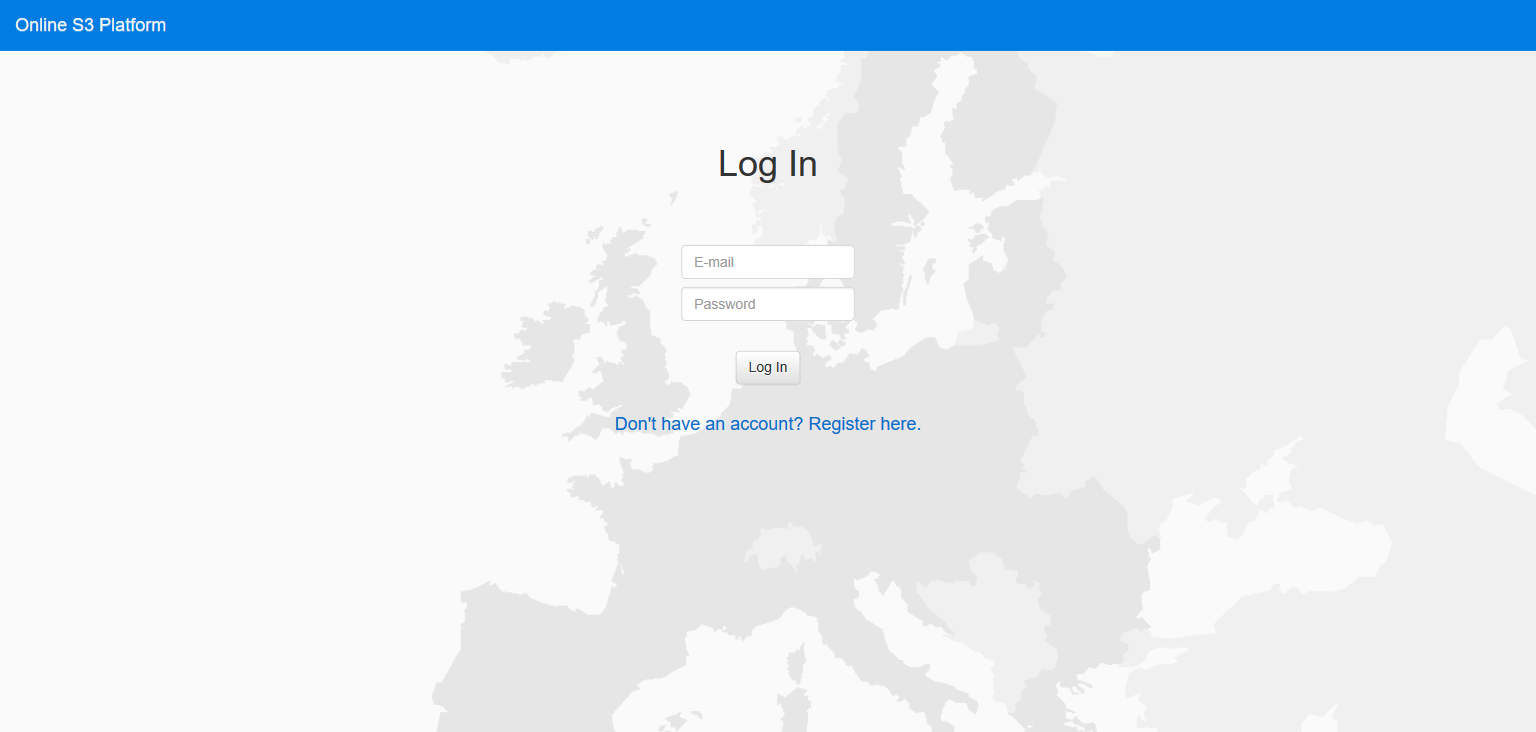 Online S3 Platform
Log In
E-mail
Password
Log In
Don't have an account? Register here.